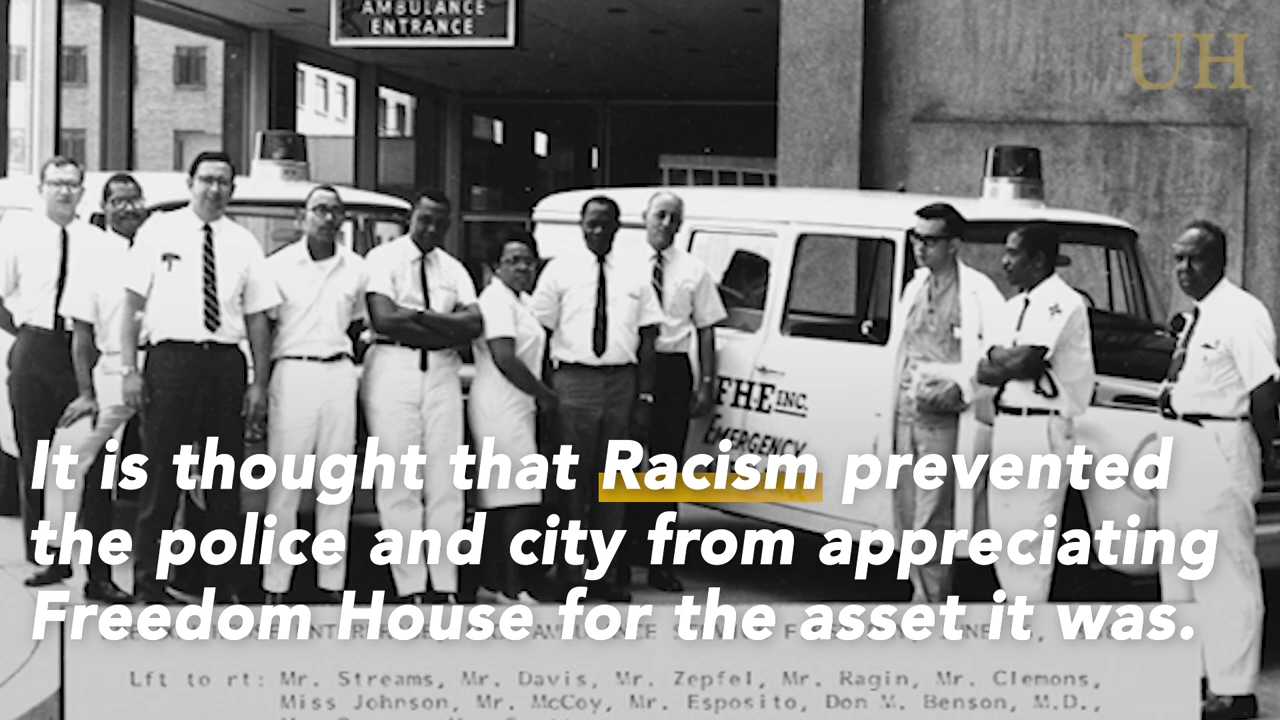 AMBULANCE
ENTRANCE
UH
FHE INC.
EMERGENCY
It is thought that Racism prevented
the police and city from appreciating
Freedom House for the asset it was.
Lft to rt: Mr. Streams, Mr. Davis, Mr. Zepfel, Mr. Ragin, Mr. Clemons,
Miss Johnson, Mr. McCoy, Mr. Esposito, Don M. Benson, M.D.,